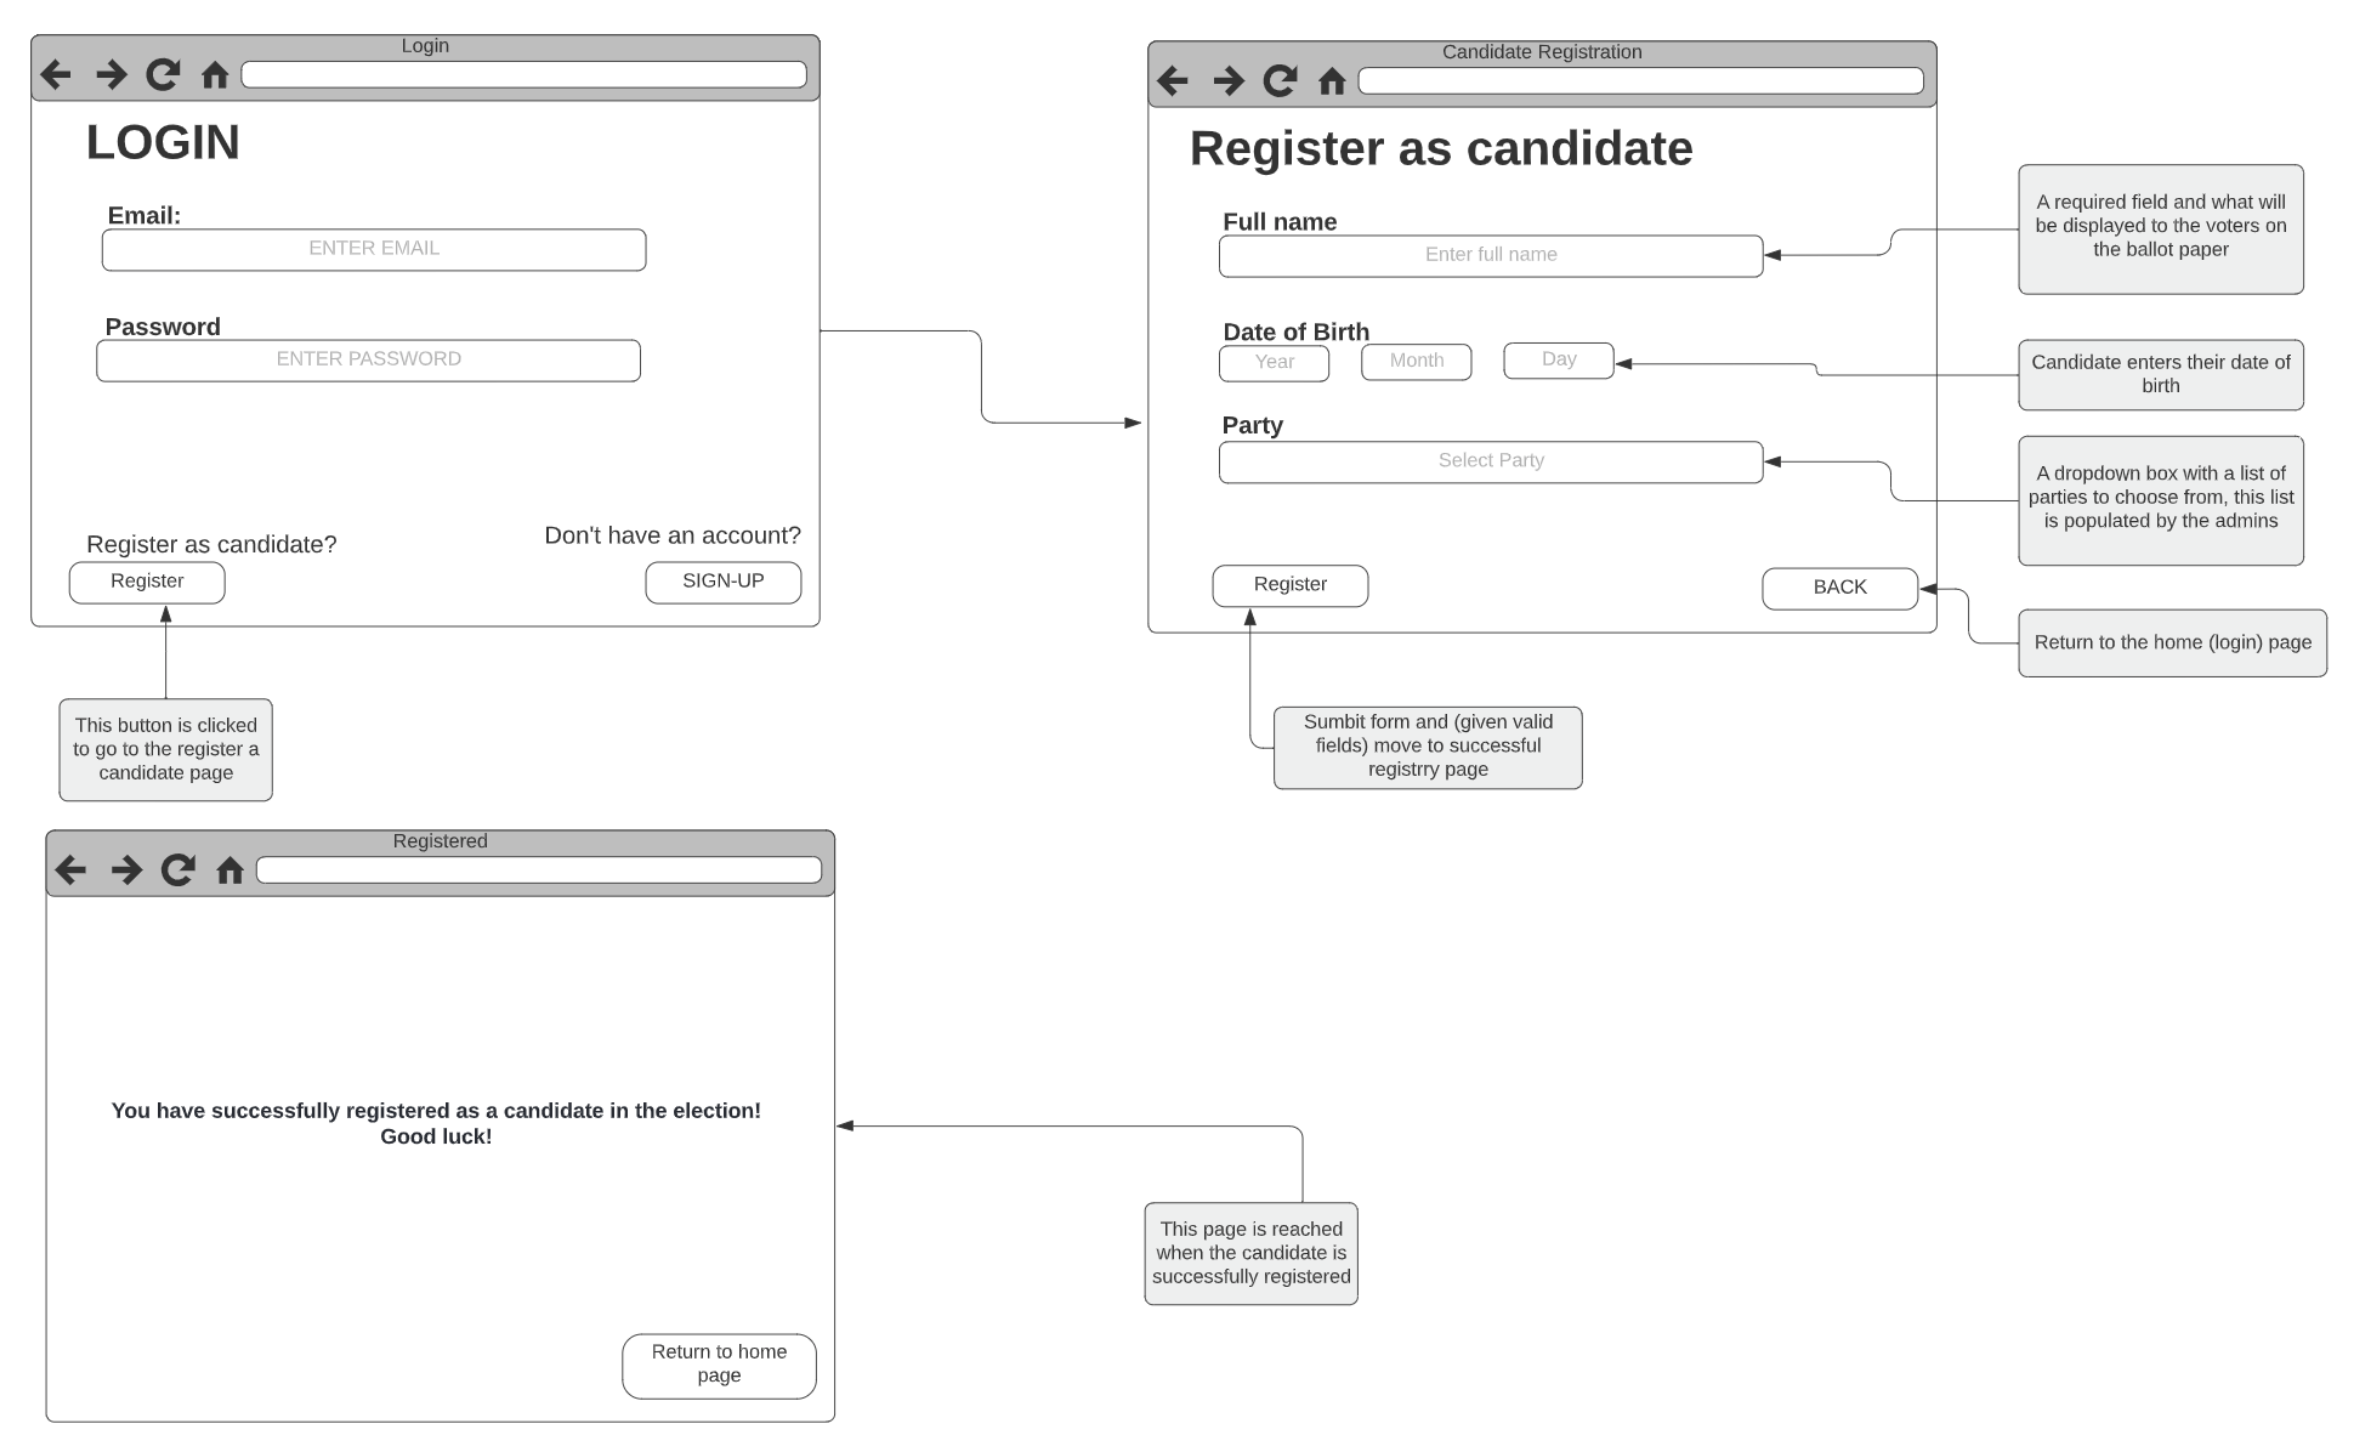 Login
LOGIN
Email:
ENTER EMAIL
Password
ENTER PASSWORD
Register as candidate?
Register
Don't have an account?
SIGN-UP
This button is clicked
to go to the register a
candidate page
Candidate Registration
Register as candidate
Full name
Enter full name
Date of Birth
Year Month Day
Party
Select Party
Register
BACK
A required field and what will
be displayed to the voters on
the ballot paper
Candidate enters their date of
birth
A dropdown box with a list of
parties to choose from, this list
is populated by the admins
Return to the home (login) page
Sumbit form and (given valid
fields) move to successful
registrry page
Registered
You have successfully registered as a candidate in the election!
Good luck!
Return to home
page
This page is reached
when the candidate is
successfully registered